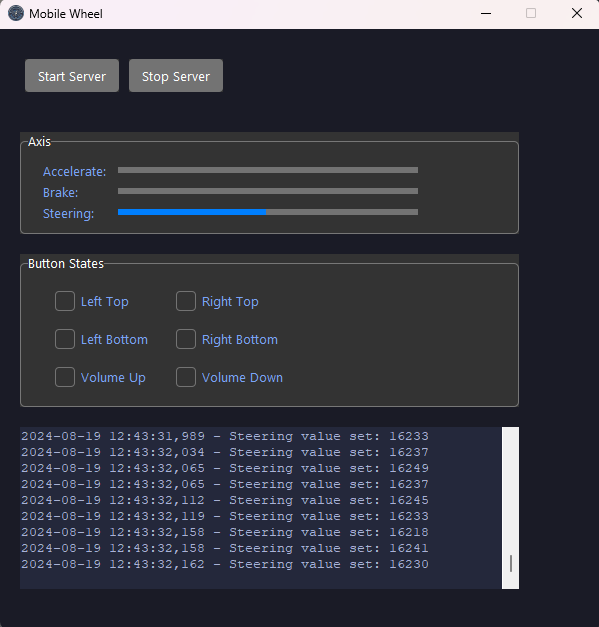 Mobile Wheel
Start Server Stop Server
Axis
Accelerate:
Brake:
Steering:
Button States
Left Top Right Top
Left Bottom Right Bottom
Volume Up Volume Down
2024-08-19 12:43:31,989 - Steering value set: 16233
2024-08-19 12:43:32,034 - Steering value set: 16237
2024-08-19 12:43:32,065 - Steering value set: 16249
2024-08-19 12:43:32,065 - Steering value set: 16237
2024-08-19 12:43:32,112 - Steering value set: 16245
2024-08-19 12:43:32,119 - Steering value set: 16233
2024-08-19 12:43:32,158 - Steering value set: 16218
2024-08-19 12:43:32,158 - Steering value set: 16241
2024-08-19 12:43:32,162 - Steering value set: 16230